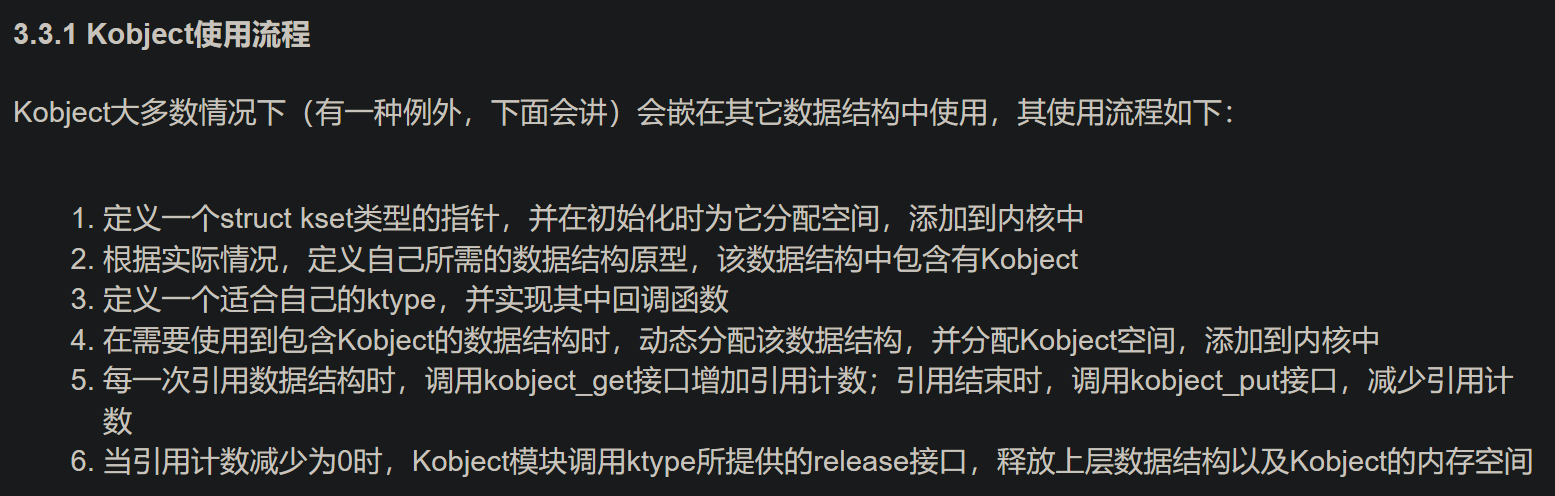 3.3.1 Kobject使用流程
Kobject大多数情况下（有一种例外，下面会讲）会嵌在其它数据结构中使用，其使用流程如下：
1. 定义一个struct kset类型的指针，并在初始化时为它分配空间，添加到内核中
2. 根据实际情况，定义自己所需的数据结构原型，该数据结构中包含有Kobject
3. 定义一个适合自己的ktype，并实现其中回调函数
4. 在需要使用到包含Kobject的数据结构时，动态分配该数据结构，并分配Kobject空间，添加到内核中
5. 每一次引用数据结构时，调用kobject_get接口增加引用计数；引用结束时，调用kobject_put接口，减少引用计
数
6. 当引用计数减少为0时，Kobject模块调用ktype所提供的release接口，释放上层数据结构以及Kobject的内存空间